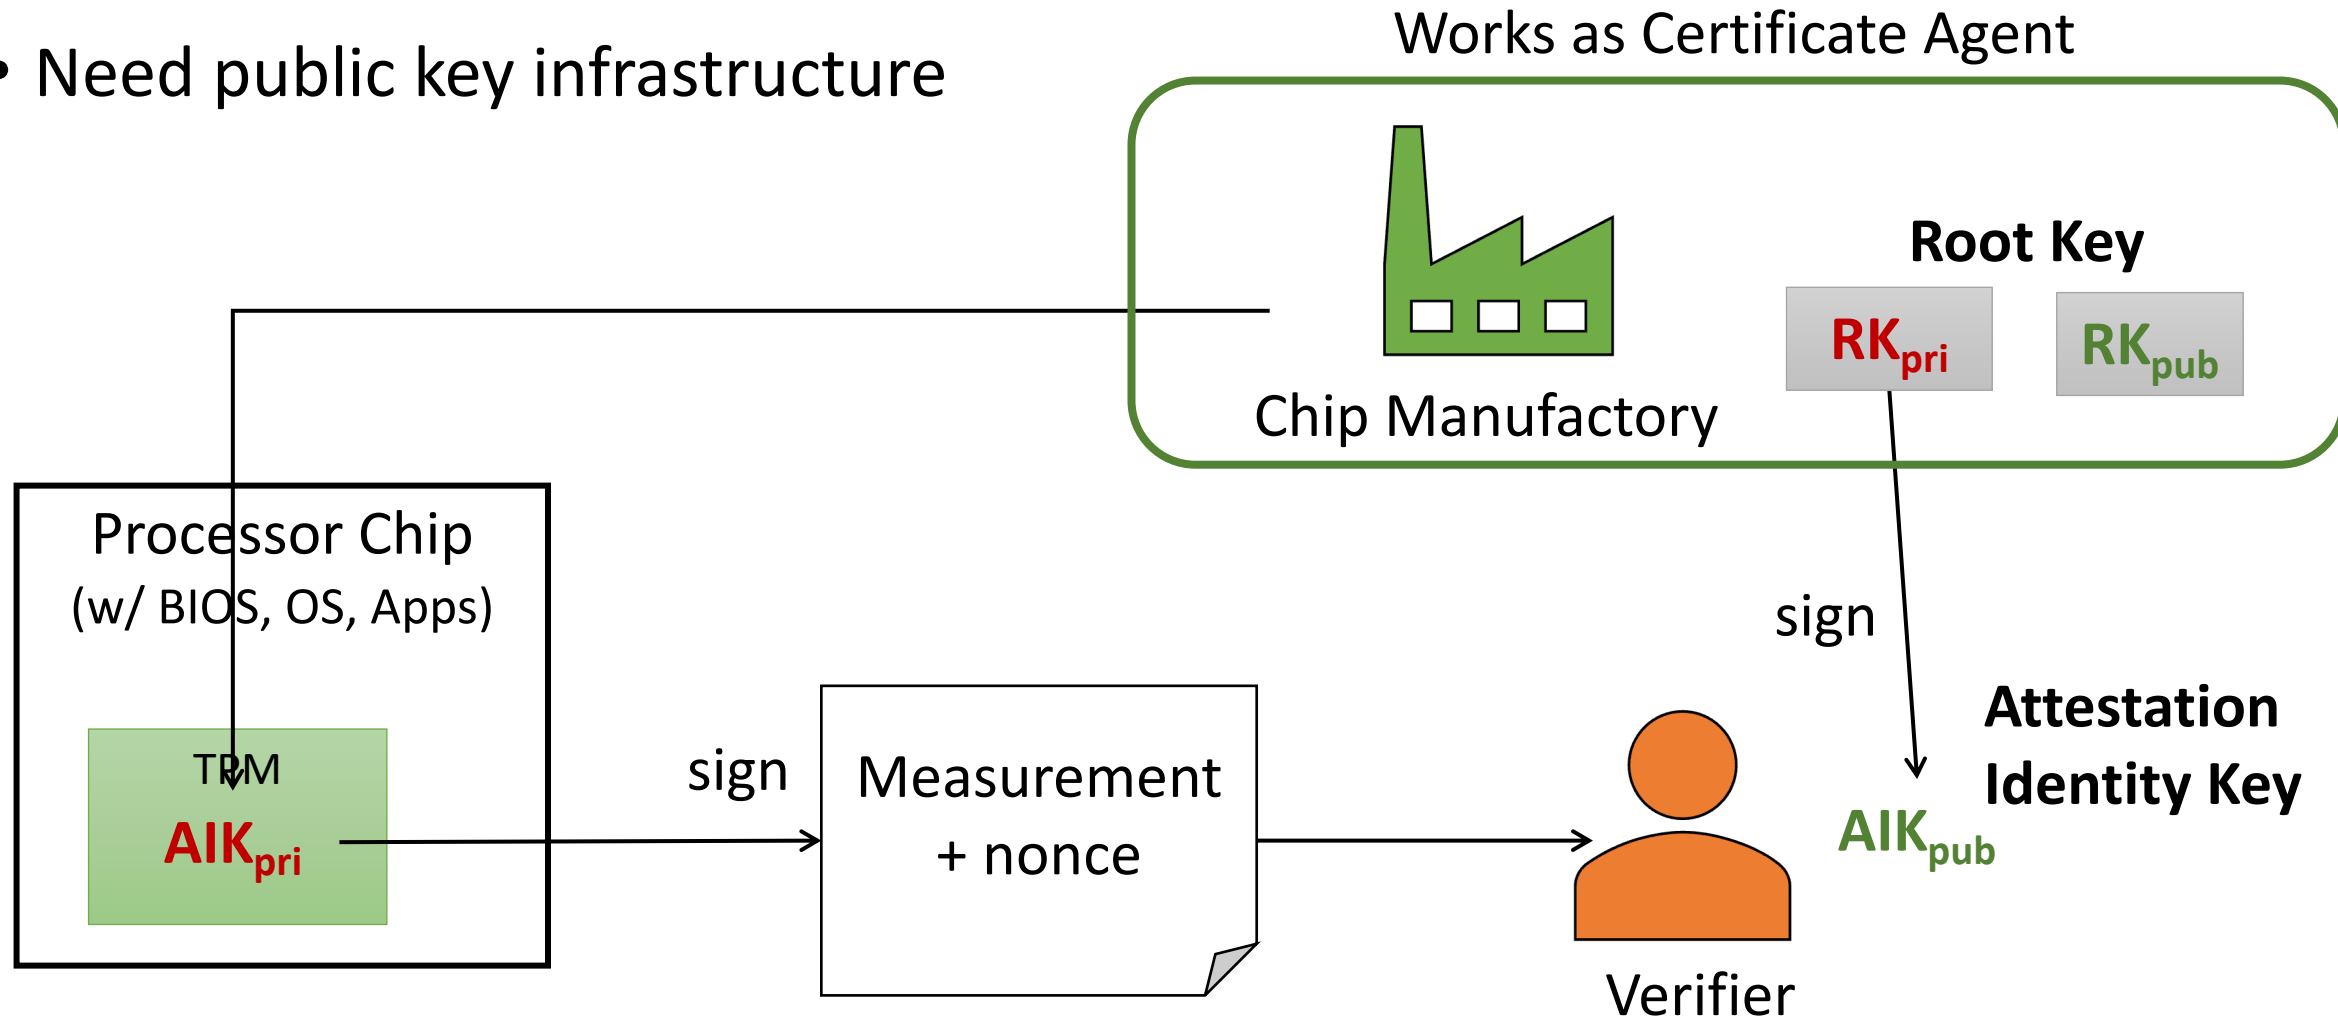 • Need public key infrastructure
Works as Certificate Agent
Root Key
RKpri
RKpub
Chip Manufactory
Processor Chip
(w/ BIOS, OS, Apps)
TPM
AIKpri
sign
Measurement
+ nonce
sign
Attestation
Identity Key
AIKpub
Verifier